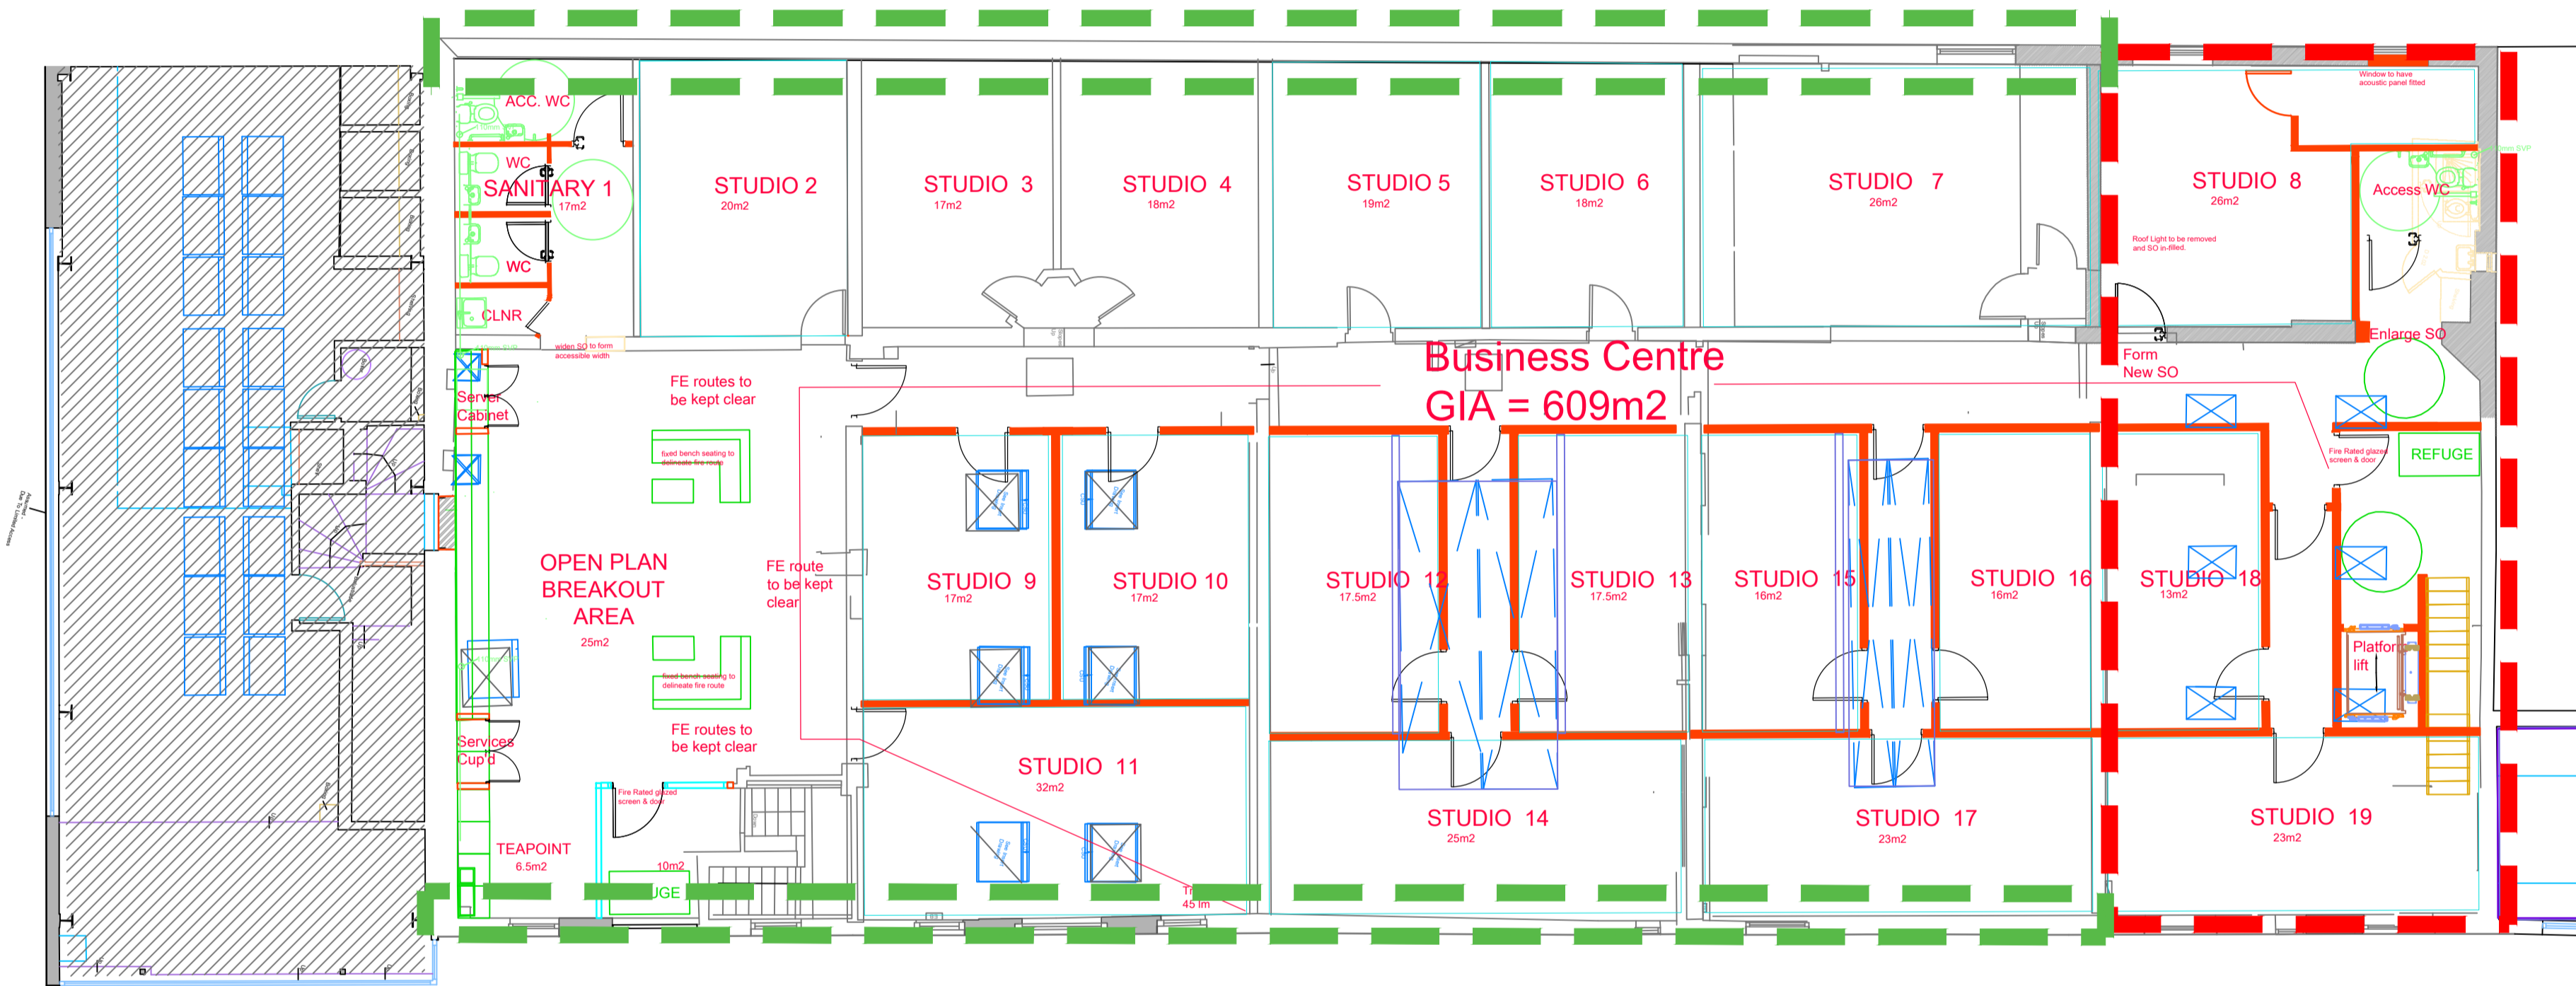 ACC. WC
WC
SANITARY 1
17m2
WC
CLNR
widen SO to form
accessible width
STUDIO 2
20m2
STUDIO 3
17m2
STUDIO 4
18m2
STUDIO 5
19m2
STUDIO 6
18m2
STUDIO 7
26m2
STUDIO 8
26m2
Window to have
acoustic panel fitted
Access WC
Roof Light to be removed
and SO in-filled.
Enlarge SO
Form
New SO
Business Centre
GIA = 609m2
Server
Cabinet
FE routes to
be kept clear
fixed bench seating to
delineate fire route
OPEN PLAN
BREAKOUT
AREA
25m2
FE route
to be kept
clear
fixed bench seating to
delineate fire route
FE routes to
be kept clear
Services
Cup'd
Fire Rated glazed
screen & door
TEAPOINT
6.5m2
10m2
UGE
Down
STUDIO 9
17m2
STUDIO 10
17m2
STUDIO 11
32m2
45 lm
STUDIO 12
17.5m2
STUDIO 13
17.5m2
STUDIO 14
25m2
STUDIO 15
16m2
STUDIO 16
16m2
STUDIO 17
23m2
STUDIO 18
13m2
STUDIO 19
23m2
Fire Rated glazed
screen & door
REFUGE
Platform
lift
Assumed -
Due To Limited Access